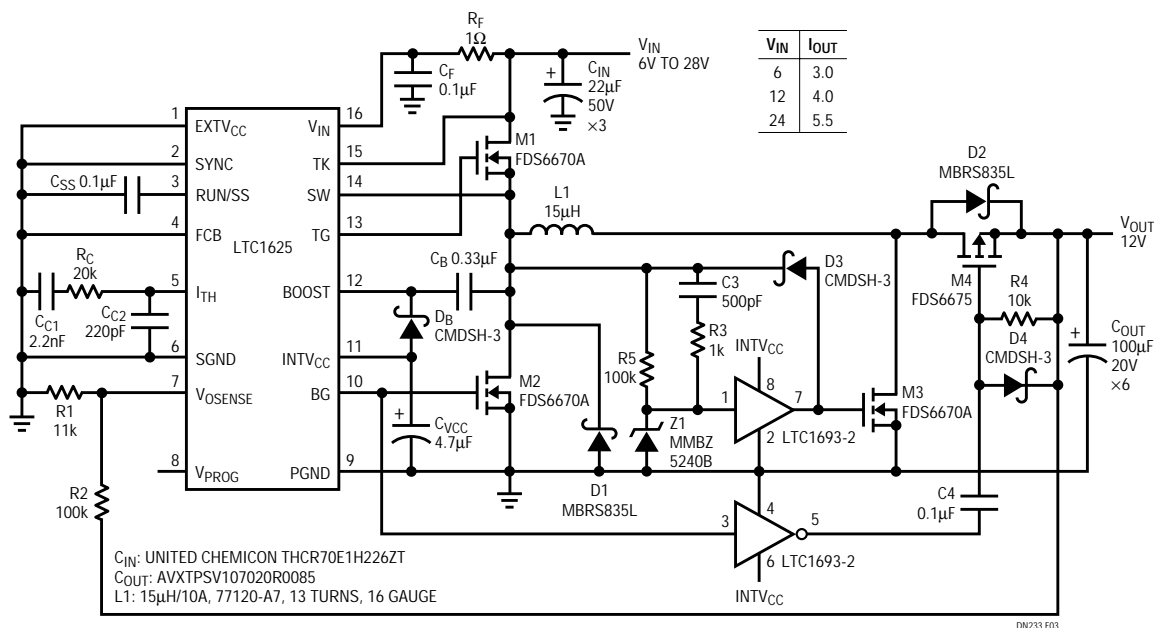 RF
1Ω
VIN
6V TO 28V
CF
0.1µF
+
CIN
22µF
50V
×3
VIN IOUT
6 3.0
12 4.0
24 5.5
1
EXTVCC
VIN
16
2
SYNC
TK
15
M1
FDS6670A
CSS 0.1µF
3
RUN/SS
SW
14
4
FCB
TG
13
LTC1625
L1
15µH
D2
MBRS835L
VOUT
12V
RC
20k
5
ITH
BOOST
12
CB 0.33µF
D3
CMDSH-3
M4
FDS6675
R4
10k
CC1
2.2nF
CC2
220pF
DB
CMDSH-3
C3
500pF
R3
1k
D4
CMDSH-3
+
COUT
100µF
20V
×6
6
SGND
INTVCC
11
R5
100k
INTVCC
7
VOSENSE
BG
10
M2
FDS6670A
1
8
7
2 LTC1693-2
M3
FDS6670A
R1
11k
+
CVCC
4.7µF
Z1
MMBZ
5240B
8
VPROG
PGND
9
R2
100k
D1
MBRS835L
C4
0.1µF
3
4
5
6 LTC1693-2
INTVCC
CIN: UNITED CHEMICON THCR70E1H226ZT
COUT: AVXTPSV107020R0085
L1: 15µH/10A, 77120-A7, 13 TURNS, 16 GAUGE
DN233 F03